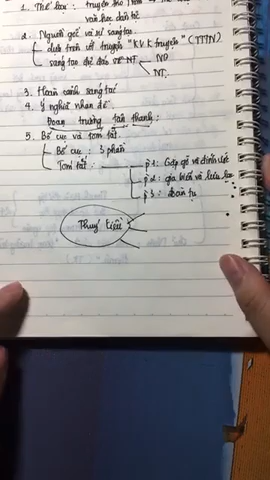 1. Thể loại : truyện thơ Nôm
văn học dân tộc
2. Nguồn gốc và sự sáng tạo
dựa trên cốt truyện "KVK truyện" (TTTN)
sáng tạo độc đáo về NT
ND
NT
3. Hoàn cảnh sáng tác
4. Ý nghĩa nhan đề
Đoạn trường tân thanh:
5. Bố cục và tóm tắt
Bố cục : 3 phần
Tóm tắt :
p1: Gặp gỡ và đính ước
p2: gia biến và lưu lạc
p3: đoàn tụ
Thuý Kiều